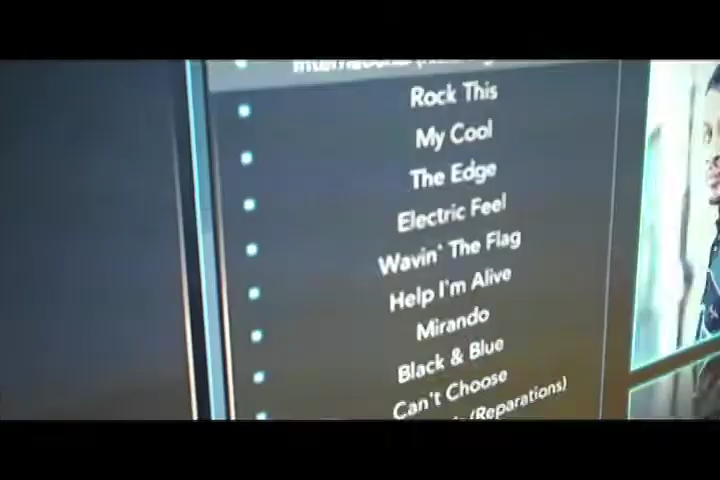 Rock This
My Cool
The Edge
Electric Feel
Wavin' The Flag
Help I'm Alive
Mirando
Black & Blue
Can't Choose
(Reparations)